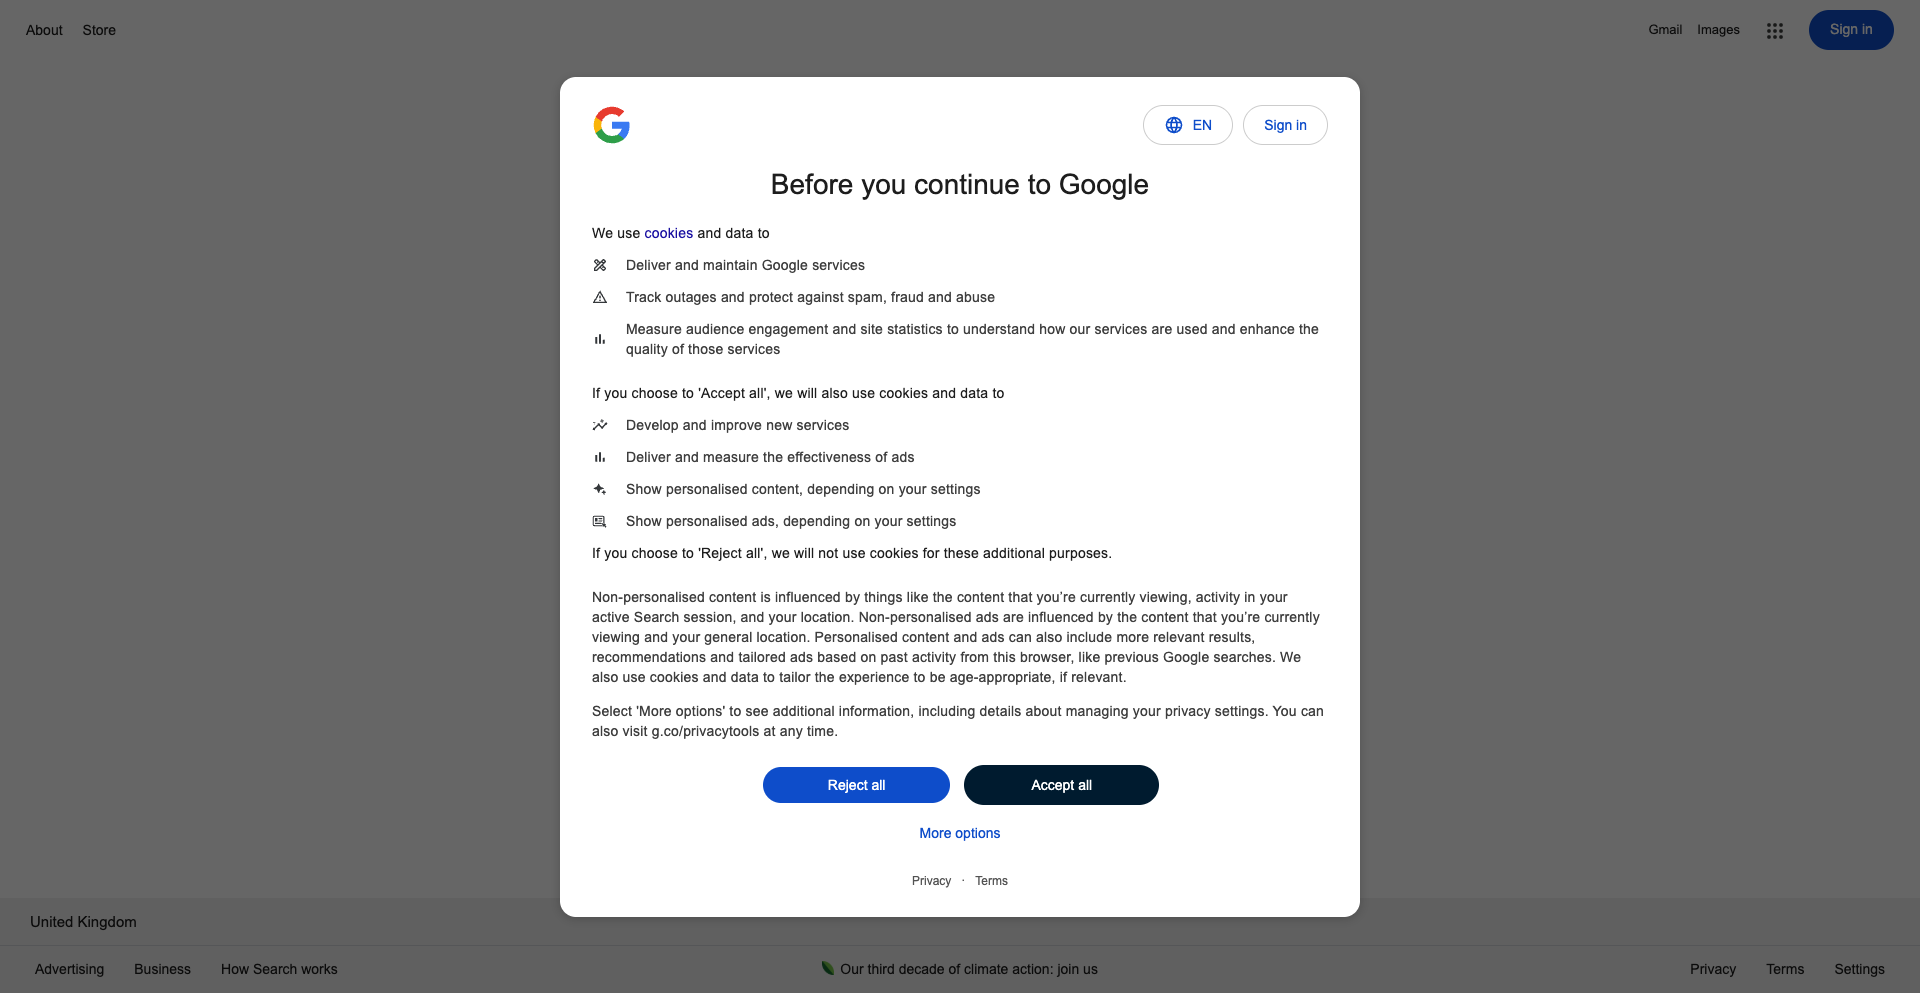 About Store Gmail Images Sign in
EN Sign in
Before you continue to Google
We use cookies and data to
Deliver and maintain Google services
Track outages and protect against spam, fraud and abuse
Measure audience engagement and site statistics to understand how our services are used and enhance the
quality of those services
If you choose to 'Accept all', we will also use cookies and data to
Develop and improve new services
Deliver and measure the effectiveness of ads
Show personalised content, depending on your settings
Show personalised ads, depending on your settings
If you choose to 'Reject all', we will not use cookies for these additional purposes.
Non-personalised content is influenced by things like the content that you’re currently viewing, activity in your
active Search session, and your location. Non-personalised ads are influenced by the content that you’re currently
viewing and your general location. Personalised content and ads can also include more relevant results,
recommendations and tailored ads based on past activity from this browser, like previous Google searches. We
also use cookies and data to tailor the experience to be age-appropriate, if relevant.
Select 'More options' to see additional information, including details about managing your privacy settings. You can
also visit g.co/privacytools at any time.
Reject all Accept all
More options
Privacy · Terms
United Kingdom
Advertising Business How Search works Our third decade of climate action: join us Privacy Terms Settings